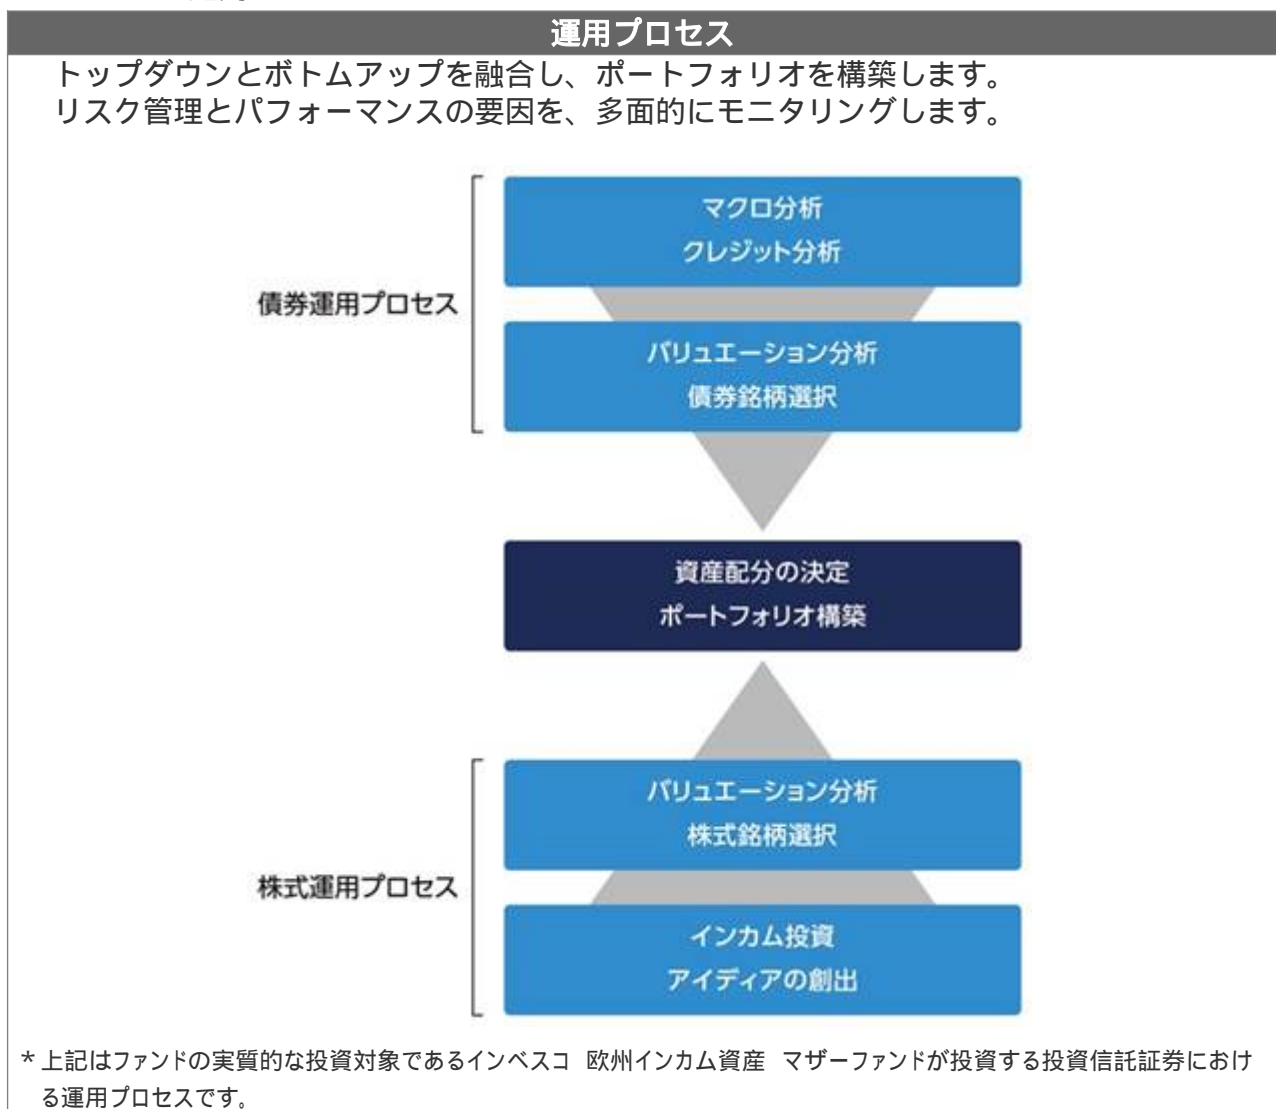 運用プロセス
トップダウンとボトムアップを融合し、ポートフォリオを構築します。
リスク管理とパフォーマンスの要因を、多面的にモニタリングします。
債券運用プロセス
マクロ分析
クレジット分析
バリュエーション分析
債券銘柄選択
資産配分の決定
ポートフォリオ構築
株式運用プロセス
バリュエーション分析
株式銘柄選択
インカム投資
アイディアの創出
*上記はファンドの実質的な投資対象であるインベスコ 欧州インカム資産 マザーファンドが投資する投資信託証券におけ
る運用プロセスです。